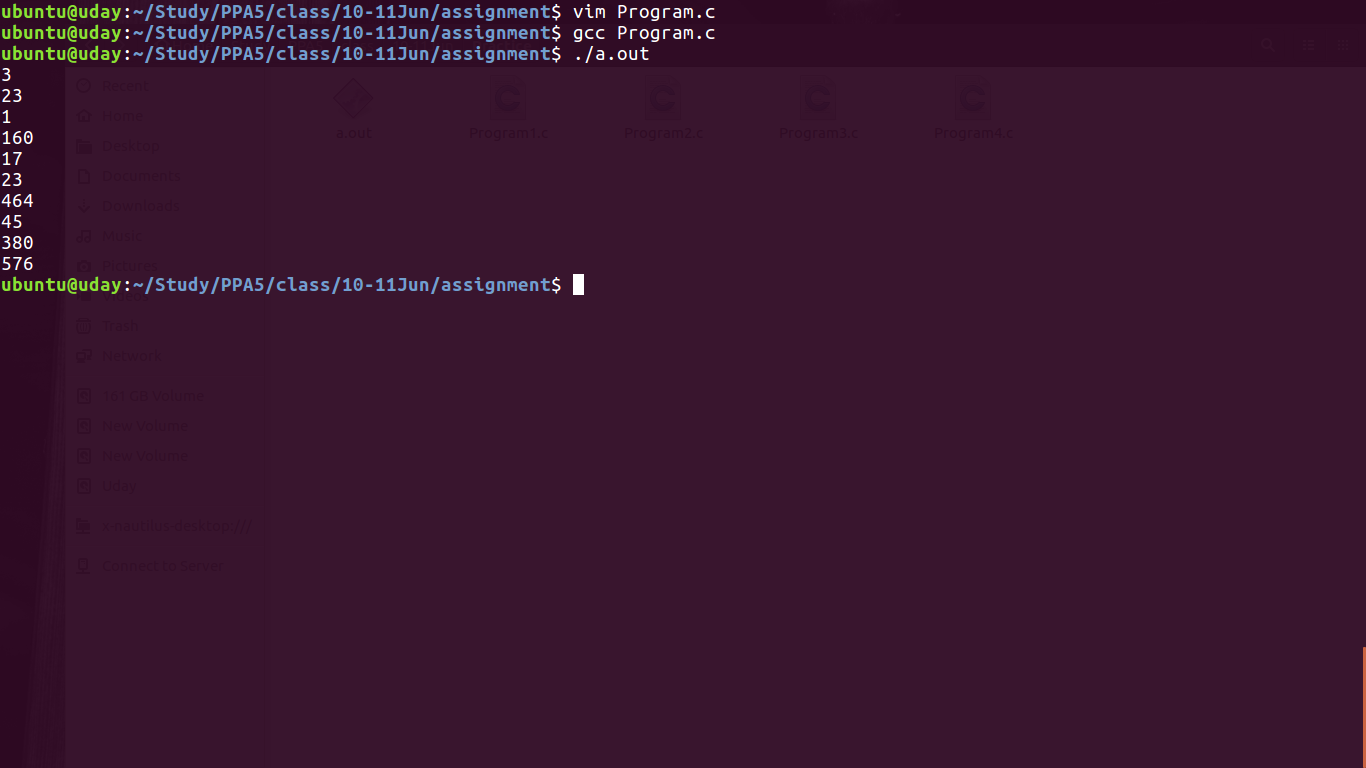 ubuntu@uday:~/Study/PPA5/class/10-11Jun/assignment$ vim Program.c
ubuntu@uday:~/Study/PPA5/class/10-11Jun/assignment$ gcc Program.c
ubuntu@uday:~/Study/PPA5/class/10-11Jun/assignment$ ./a.out
3
23
1
160
17
23
464
45
380
576
ubuntu@uday:~/Study/PPA5/class/10-11Jun/assignment$
Recent
Home
Desktop
Documents
Downloads
Music
Pictures
Videos
Trash
Network
161 GB Volume
New Volume
New Volume
Uday
x-nautilus-desktop:///
Connect to Server
a.out
Program1.c
Program2.c
Program3.c
Program4.c